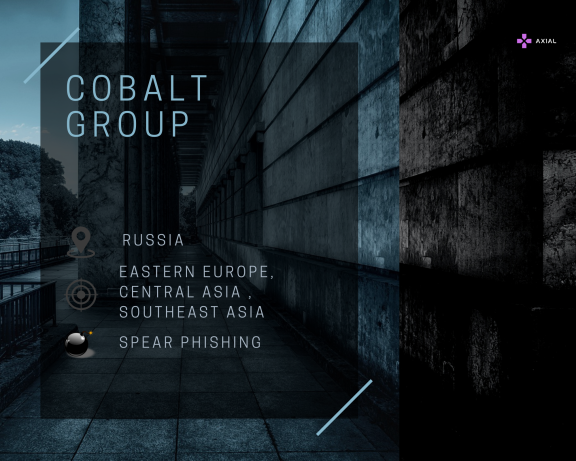 AXIAL
COBALT
GROUP
RUSSIA
EASTERN EUROPE,
CENTRAL ASIA ,
SOUTHEAST ASIA
SPEAR PHISHING